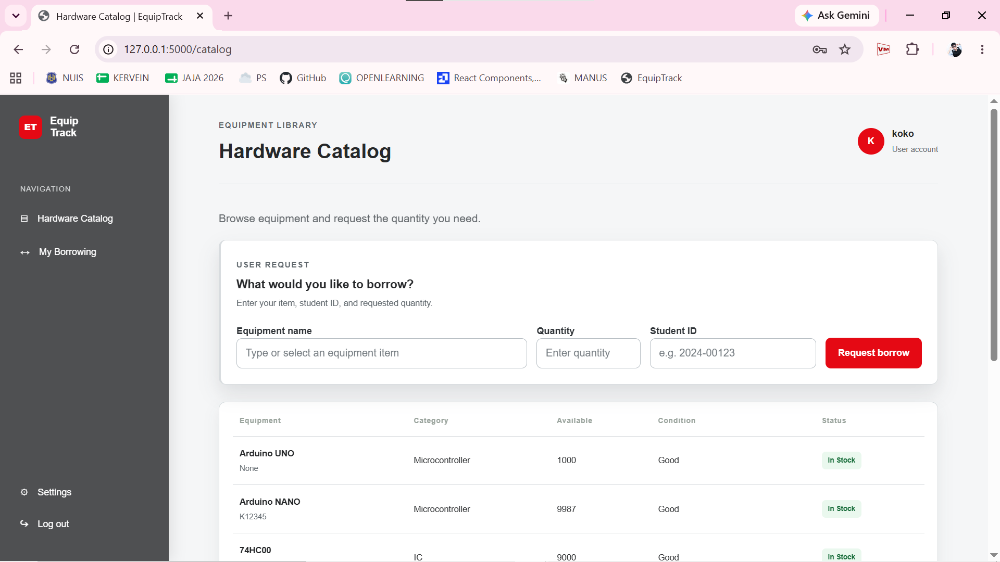 Hardware Catalog | EquipTrack
Ask Gemini
127.0.0.1:5000/catalog
VM
NUIS
KERVEIN
JAJA 2026
PS
GitHub
OPENLEARNING
React Components,...
MANUS
EquipTrack
ET
Equip
Track
NAVIGATION
Hardware Catalog
My Borrowing
Settings
Log out
EQUIPMENT LIBRARY
Hardware Catalog
K
koko
User account
Browse equipment and request the quantity you need.
USER REQUEST
What would you like to borrow?
Enter your item, student ID, and requested quantity.
Equipment name Quantity Student ID
Type or select an equipment item Enter quantity e.g. 2024-00123 Request borrow
Equipment Category Available Condition Status
Arduino UNO
None
Microcontroller 1000 Good In Stock
Arduino NANO
K12345
Microcontroller 9987 Good In Stock
74HC00
IC 9000 Good In Stock